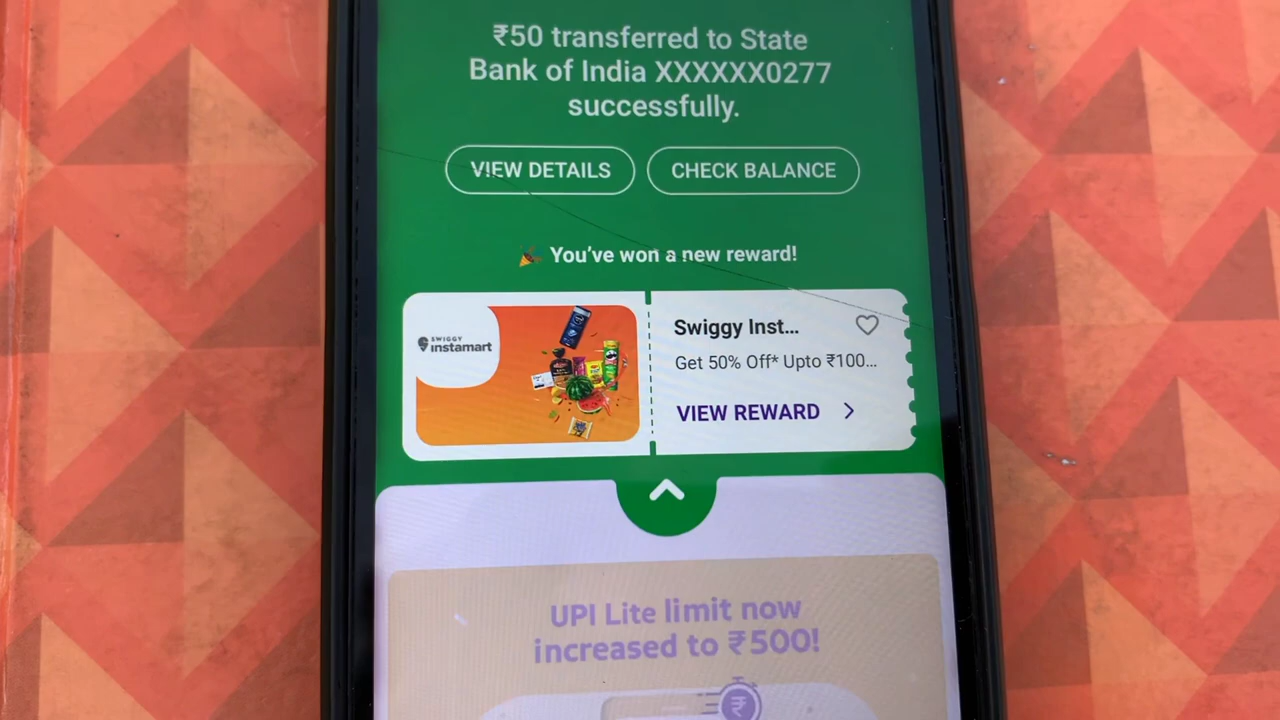 ₹50 transferred to State
Bank of India XXXXXX0277
successfully.
VIEW DETAILS
CHECK BALANCE
You've won a new reward!
SWIGGY
instamart
Swiggy Inst...
Get 50% Off* Upto ₹100...
VIEW REWARD
UPI Lite limit now
increased to ₹500!
₹